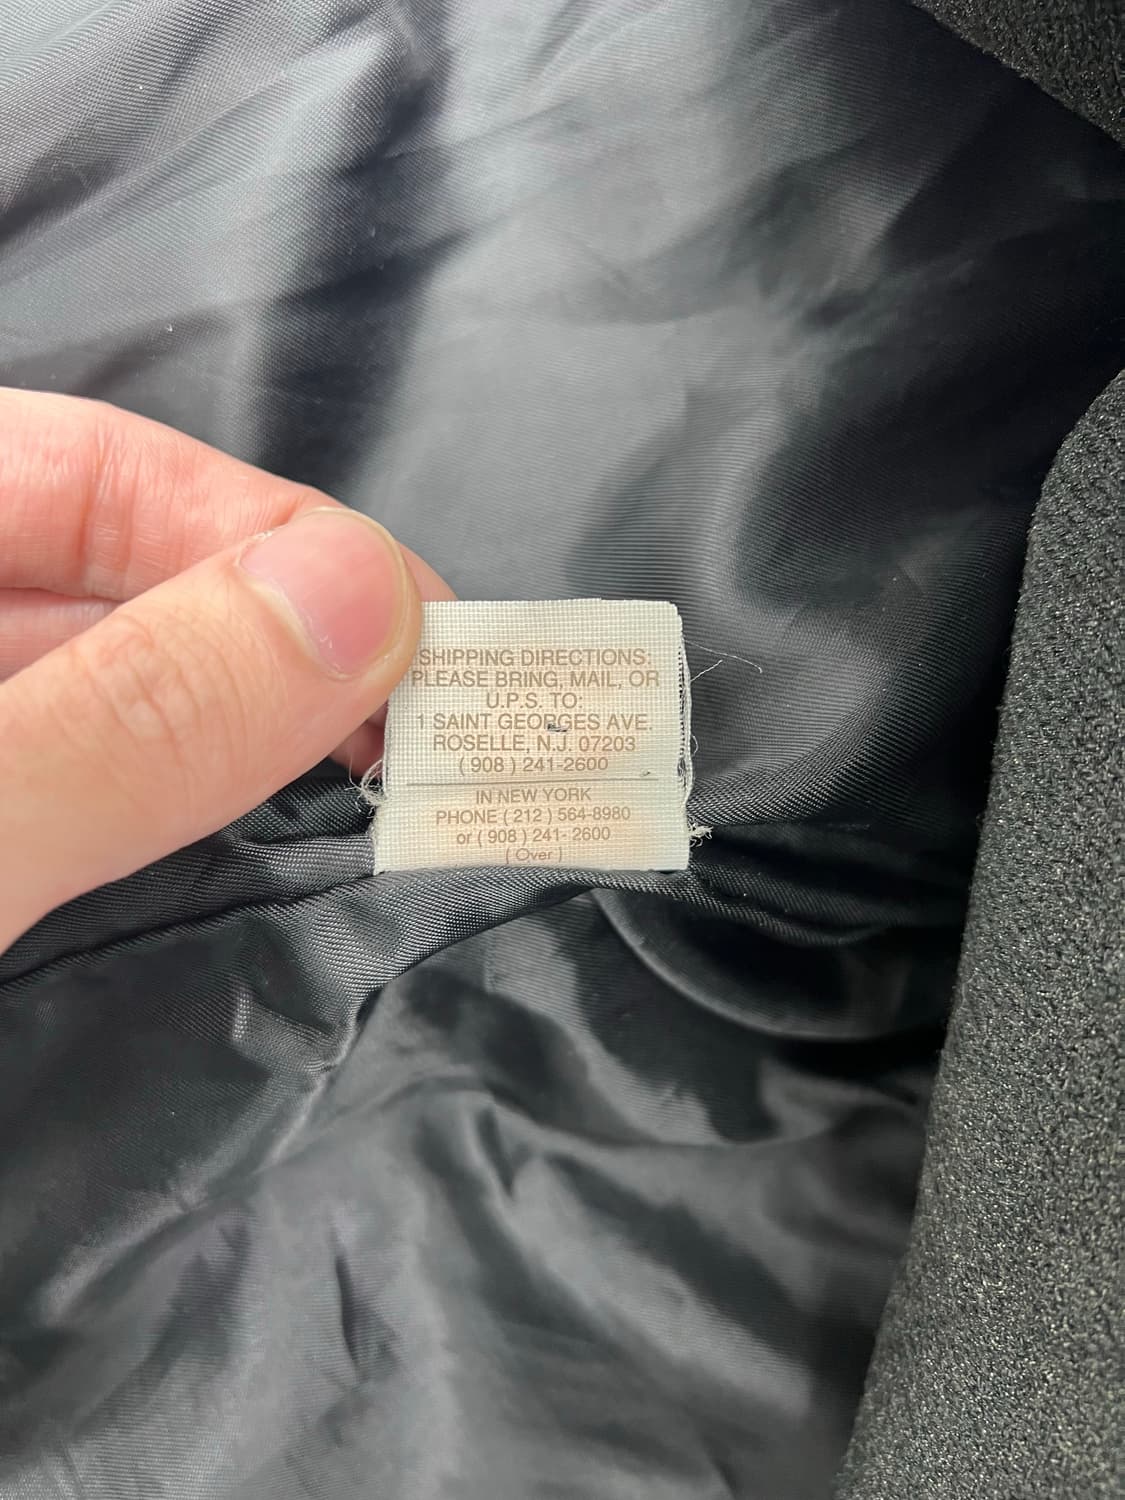 SHIPPING DIRECTIONS:
PLEASE BRING, MAIL, OR
U.P.S. TO:
1 SAINT GEORGES AVE.
ROSELLE, N.J. 07203
( 908 ) 241-2600
IN NEW YORK
PHONE ( 212 ) 564-8980
or ( 908 ) 241- 2600
( Over )